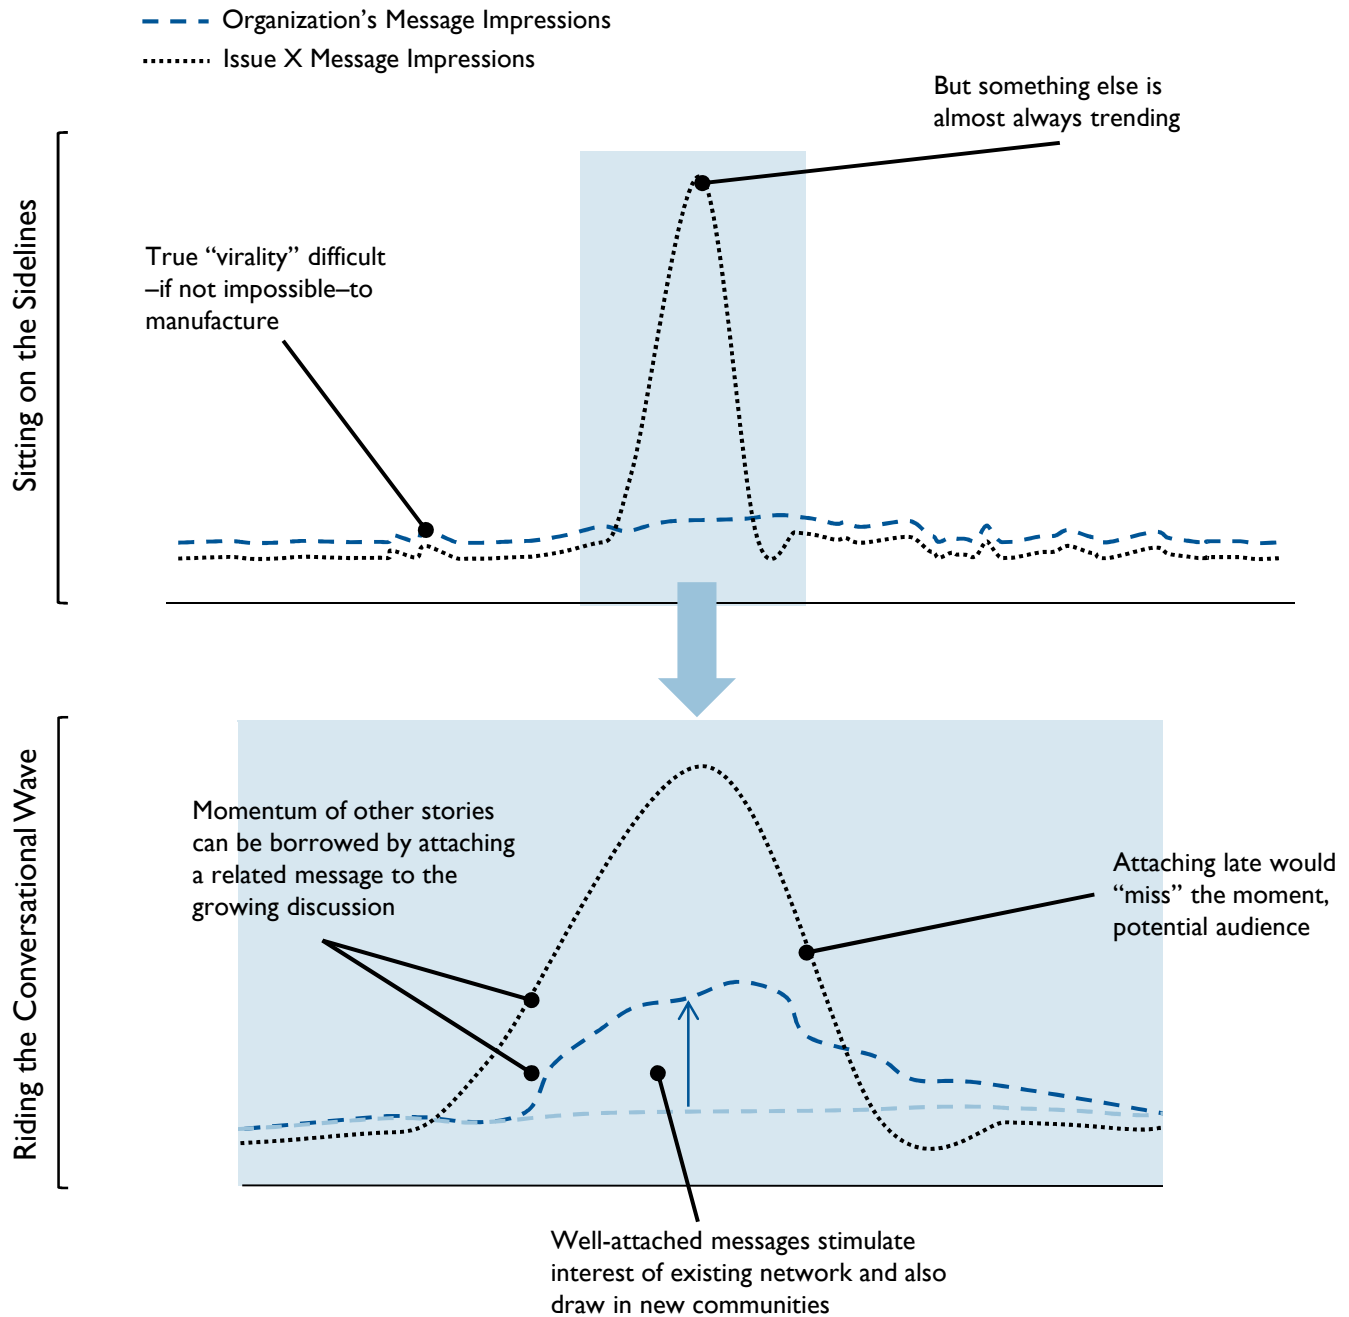 Organization’s Message Impressions
Issue X Message Impressions
But something else is
almost always trending
Sitting on the Sidelines
True “virality” difficult
–if not impossible–to
manufacture
Riding the Conversational Wave
Momentum of other stories
can be borrowed by attaching
a related message to the
growing discussion
Attaching late would
“miss” the moment,
potential audience
Well-attached messages stimulate
interest of existing network and also
draw in new communities